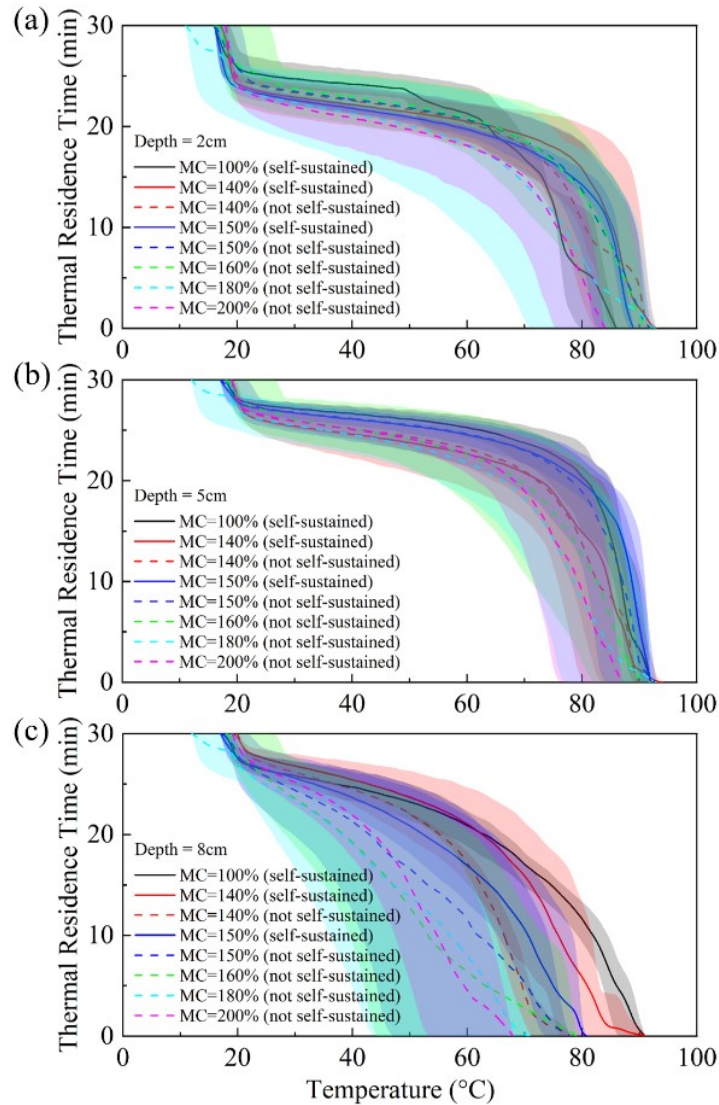 (a)
30
20
10
0
Thermal Residence Time (min)
Depth = 2cm
MC=100% (self-sustained)
MC=140% (self-sustained)
MC=140% (not self-sustained)
MC=150% (self-sustained)
MC=150% (not self-sustained)
MC=160% (not self-sustained)
MC=180% (not self-sustained)
MC=200% (not self-sustained)
0 20 40 60 80 100
(b)
30
20
10
0
Thermal Residence Time (min)
Depth = 5cm
MC=100% (self-sustained)
MC=140% (self-sustained)
MC=140% (not self-sustained)
MC=150% (self-sustained)
MC=150% (not self-sustained)
MC=160% (not self-sustained)
MC=180% (not self-sustained)
MC=200% (not self-sustained)
0 20 40 60 80 100
(c)
30
20
10
0
Thermal Residence Time (min)
Depth = 8cm
MC=100% (self-sustained)
MC=140% (self-sustained)
MC=140% (not self-sustained)
MC=150% (self-sustained)
MC=150% (not self-sustained)
MC=160% (not self-sustained)
MC=180% (not self-sustained)
MC=200% (not self-sustained)
0 20 40 60 80 100
Temperature (°C)